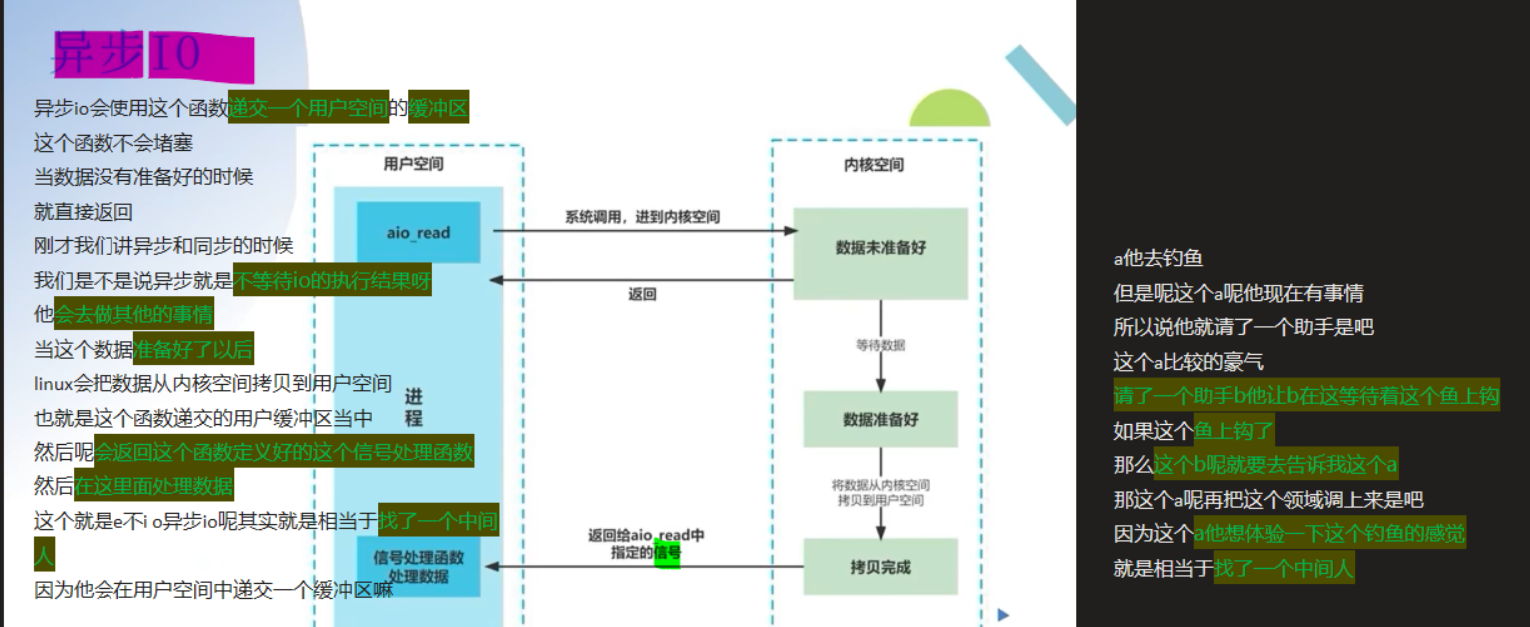 异步IO
异步io会使用这个函数递交一个用户空间的缓冲区
这个函数不会堵塞
当数据没有准备好的时候
就直接返回
刚才我们讲异步和同步的时候
我们是不是说异步就是不等待io的执行结果呀
他会去做其他的事情
当这个数据准备好了以后
linux会把数据从内核空间拷贝到用户空间
也就是这个函数递交的用户缓冲区当中
然后呢会返回这个函数定义好的这个信号处理函数
然后在这里面处理数据
这个就是e不i o异步io呢其实就是相当于找了一个中间
人
因为他会在用户空间中递交一个缓冲区嘛
用户空间
aio_read
进
程
信号处理函数
处理数据
系统调用，进到内核空间
返回
返回给aio_read中
指定的信号
内核空间
数据未准备好
等待数据
数据准备好
将数据从内核空间
拷贝到用户空间
拷贝完成
a他去钓鱼
但是呢这个a呢他现在有事情
所以说他就请了一个助手是吧
这个a比较的豪气
请了一个助手b他让b在这等待着这个鱼上钩
如果这个鱼上钩了
那么这个b呢就要去告诉我这个a
那这个a呢再把这个领域调上来是吧
因为这个a他想体验一下这个钓鱼的感觉
就是相当于找了一个中间人